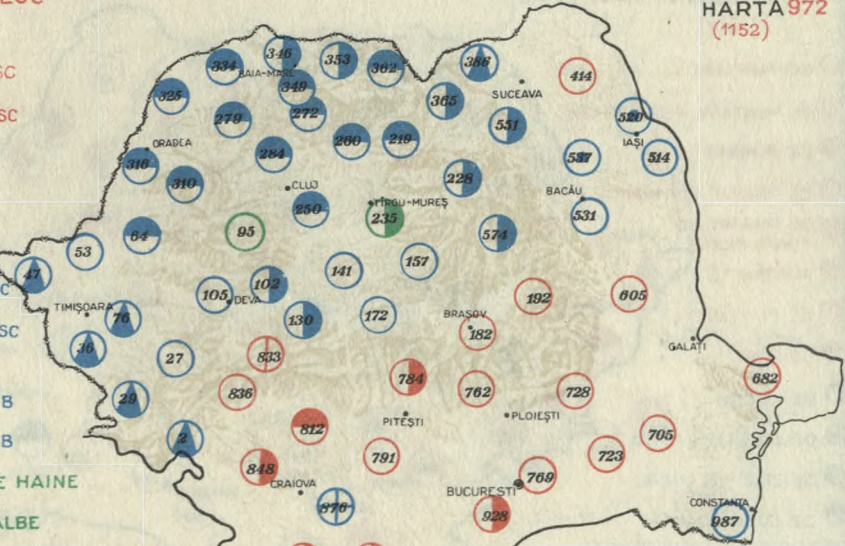 HARTA 972
(1152)
346
353
334
BAIA-MARE
362
386
414
349
325
SUCEAVA
365
272
279
551
520
IAȘI
260
219
ORADEA
284
537
514
316
228
310
CLUJ
BACĂU
TÎRGU-MUREȘ
250
235
531
64
95
574
53
157
141
47
SC
102
105
DEVA
192
605
TIMIȘOARA
76
130
172
BRAȘOV
182
SC
GALAȚI
36
27
833
784
682
836
762
728
29
B
PITEȘTI
PLOIEȘTI
2
812
705
B
791
723
848
769
E HAINE
CRAIOVA
BUCUREȘTI
876
928
CONSTANȚA
987
ALBE